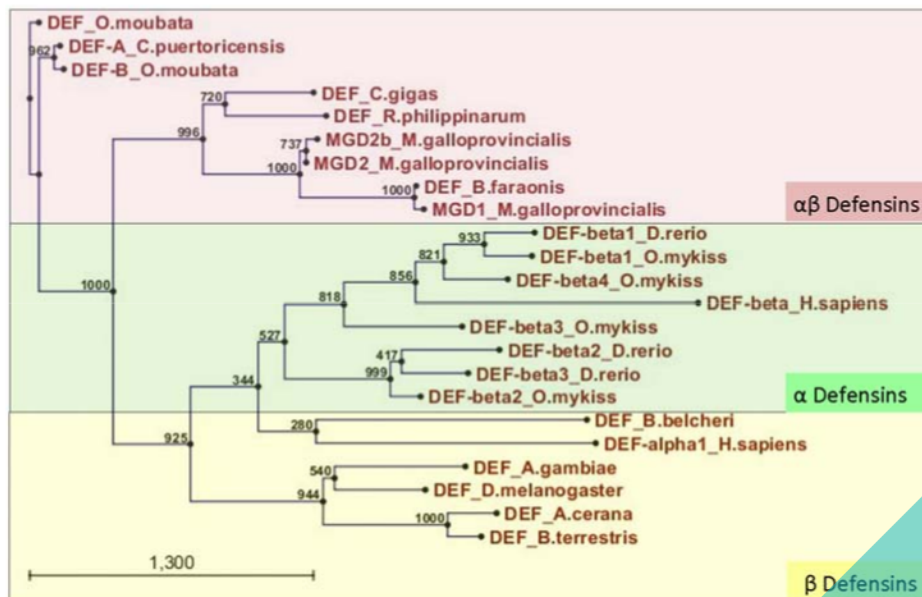 DEF_O.moubata
962
DEF-A_C.puertoricensis
DEF-B_O.moubata
DEF_C.gigas
720
DEF_R.philippinarum
996
MGD2b_M.galloprovincialis
737
MGD2_M.galloprovincialis
1000
DEF_B.faraonis
1000
MGD1_M.galloprovincialis
αβ Defensins
DEF-beta1_D.rerio
933
DEF-beta1_O.mykiss
821
DEF-beta4_O.mykiss
856
DEF-beta_H.sapiens
1000
818
DEF-beta3_O.mykiss
527
DEF-beta2_D.rerio
417
DEF-beta3_D.rerio
999
344
DEF-beta2_O.mykiss
α Defensins
DEF_B.belcheri
280
DEF-alpha1_H.sapiens
925
DEF_A.gambiae
540
DEF_D.melanogaster
944
DEF_A.cerana
1000
DEF_B.terrestris
1,300
β Defensins